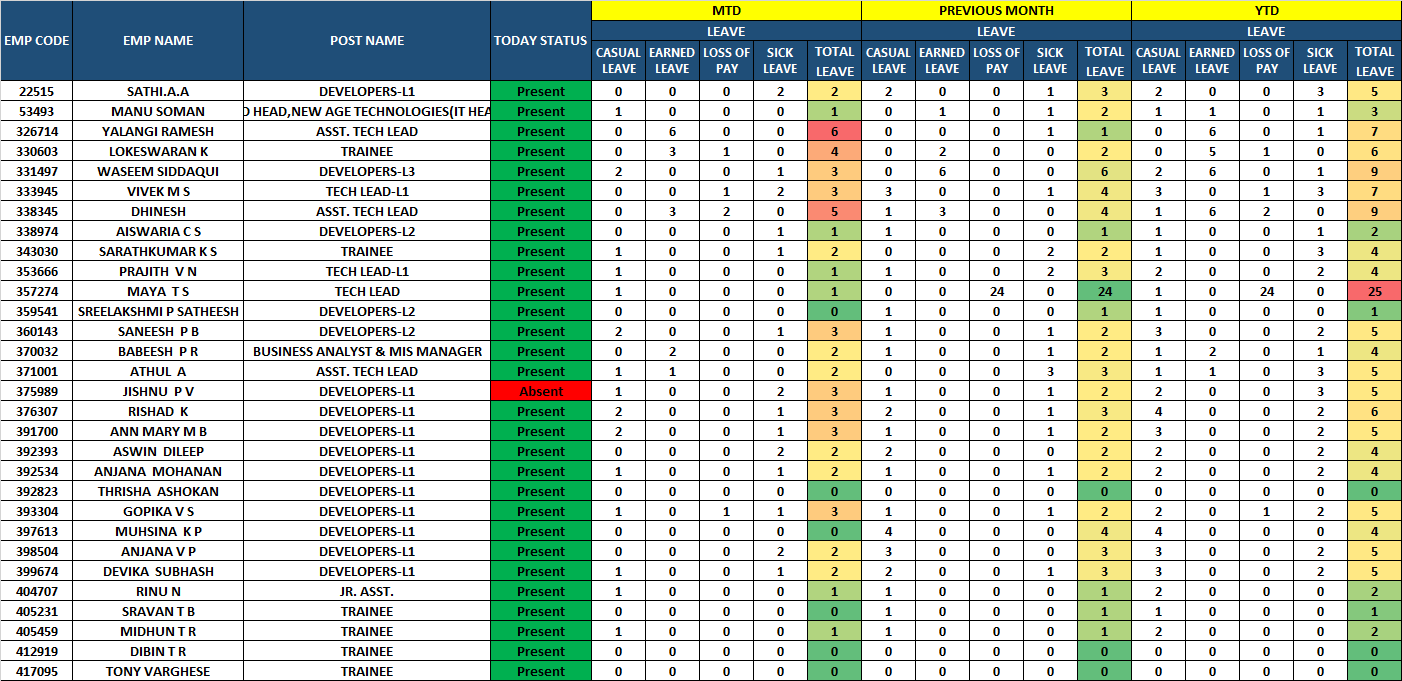 MTD PREVIOUS MONTH YTD
EMP CODE EMP NAME POST NAME TODAY STATUS LEAVE LEAVE LEAVE
CASUAL LEAVE EARNED LEAVE LOSS OF PAY SICK LEAVE TOTAL LEAVE CASUAL LEAVE EARNED LEAVE LOSS OF PAY SICK LEAVE TOTAL LEAVE CASUAL LEAVE EARNED LEAVE LOSS OF PAY SICK LEAVE TOTAL LEAVE
22515 SATHI.A.A DEVELOPERS-L1 Present 0 0 0 2 2 2 0 0 1 3 2 0 0 3 5
53493 MANU SOMAN O HEAD,NEW AGE TECHNOLOGIES(IT HEA Present 1 0 0 0 1 0 1 0 1 2 1 1 0 1 3
326714 YALANGI RAMESH ASST. TECH LEAD Present 0 6 0 0 6 0 0 0 1 1 0 6 0 1 7
330603 LOKESWARAN K TRAINEE Present 0 3 1 0 4 0 2 0 0 2 0 5 1 0 6
331497 WASEEM SIDDAQUI DEVELOPERS-L3 Present 2 0 0 1 3 0 6 0 0 6 2 6 0 1 9
333945 VIVEK M S TECH LEAD-L1 Present 0 0 1 2 3 3 0 0 1 4 3 0 1 3 7
338345 DHINESH ASST. TECH LEAD Present 0 3 2 0 5 1 3 0 0 4 1 6 2 0 9
338974 AISWARIA C S DEVELOPERS-L2 Present 0 0 0 1 1 1 0 0 0 1 1 0 0 1 2
343030 SARATHKUMAR K S TRAINEE Present 1 0 0 1 2 0 0 0 2 2 1 0 0 3 4
353666 PRAJITH V N TECH LEAD-L1 Present 1 0 0 0 1 1 0 0 2 3 2 0 0 2 4
357274 MAYA T S TECH LEAD Present 1 0 0 0 1 0 0 24 0 24 1 0 24 0 25
359541 SREELAKSHMI P SATHEESH DEVELOPERS-L2 Present 0 0 0 0 0 1 0 0 0 1 1 0 0 0 1
360143 SANEESH P B DEVELOPERS-L2 Present 2 0 0 1 3 1 0 0 1 2 3 0 0 2 5
370032 BABEESH P R BUSINESS ANALYST & MIS MANAGER Present 0 2 0 0 2 1 0 0 1 2 1 2 0 1 4
371001 ATHUL A ASST. TECH LEAD Present 1 1 0 0 2 0 0 0 3 3 1 1 0 3 5
375989 JISHNU P V DEVELOPERS-L1 Absent 1 0 0 2 3 1 0 0 1 2 2 0 0 3 5
376307 RISHAD K DEVELOPERS-L1 Present 2 0 0 1 3 2 0 0 1 3 4 0 0 2 6
391700 ANN MARY M B DEVELOPERS-L1 Present 2 0 0 1 3 1 0 0 1 2 3 0 0 2 5
392393 ASWIN DILEEP DEVELOPERS-L1 Present 0 0 0 2 2 2 0 0 0 2 2 0 0 2 4
392534 ANJANA MOHANAN DEVELOPERS-L1 Present 1 0 0 1 2 1 0 0 1 2 2 0 0 2 4
392823 THRISHA ASHOKAN DEVELOPERS-L1 Present 0 0 0 0 0 0 0 0 0 0 0 0 0 0 0
393304 GOPIKA V S DEVELOPERS-L1 Present 1 0 1 1 3 1 0 0 1 2 2 0 1 2 5
397613 MUHSINA K P DEVELOPERS-L1 Present 0 0 0 0 0 4 0 0 0 4 4 0 0 0 4
398504 ANJANA V P DEVELOPERS-L1 Present 0 0 0 2 2 3 0 0 0 3 3 0 0 2 5
399674 DEVIKA SUBHASH DEVELOPERS-L1 Present 1 0 0 1 2 2 0 0 1 3 3 0 0 2 5
404707 RINU N JR. ASST. Present 1 0 0 0 1 1 0 0 0 1 2 0 0 0 2
405231 SRAVAN T B TRAINEE Present 0 0 0 0 0 1 0 0 0 1 1 0 0 0 1
405459 MIDHUN T R TRAINEE Present 1 0 0 0 1 1 0 0 0 1 2 0 0 0 2
412919 DIBIN T R TRAINEE Present 0 0 0 0 0 0 0 0 0 0 0 0 0 0 0
417095 TONY VARGHESE TRAINEE Present 0 0 0 0 0 0 0 0 0 0 0 0 0 0 0